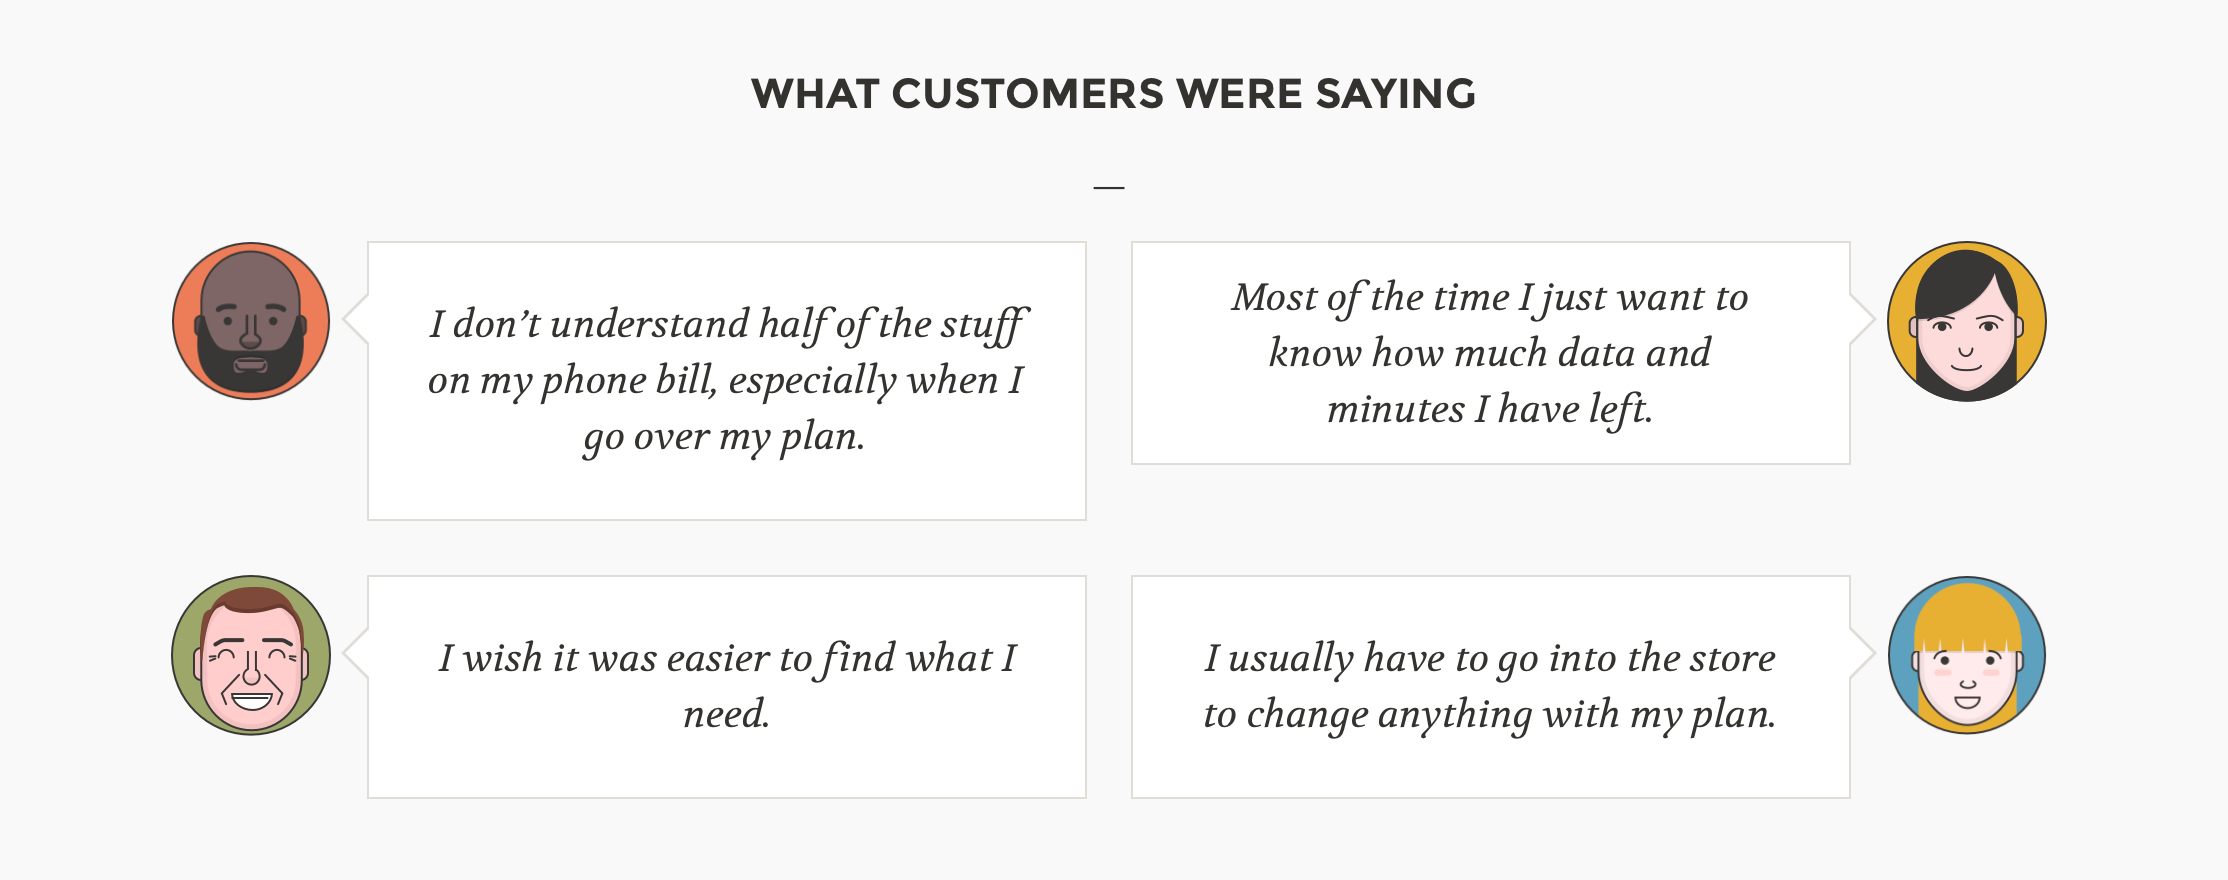 WHAT CUSTOMERS WERE SAYING
I don’t understand half of the stuff
on my phone bill, especially when I
go over my plan.
Most of the time I just want to
know how much data and
minutes I have left.
I wish it was easier to find what I
need.
I usually have to go into the store
to change anything with my plan.